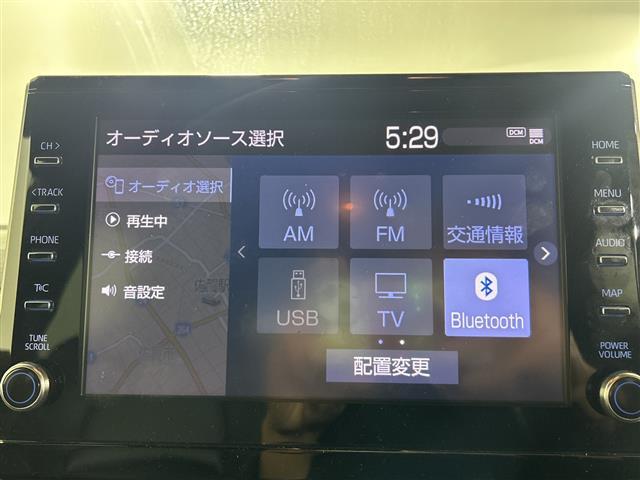 CH >
< TRACK
PHONE
T&C
TUNE
SCROLL
オーディオソース選択
5:29
DCM
DCM
オーディオ選択
再生中
接続
音設定
AM
FM
交通情報
USB
TV
Bluetooth
配置変更
HOME
MENU
AUDIO
MAP
POWER
VOLUME